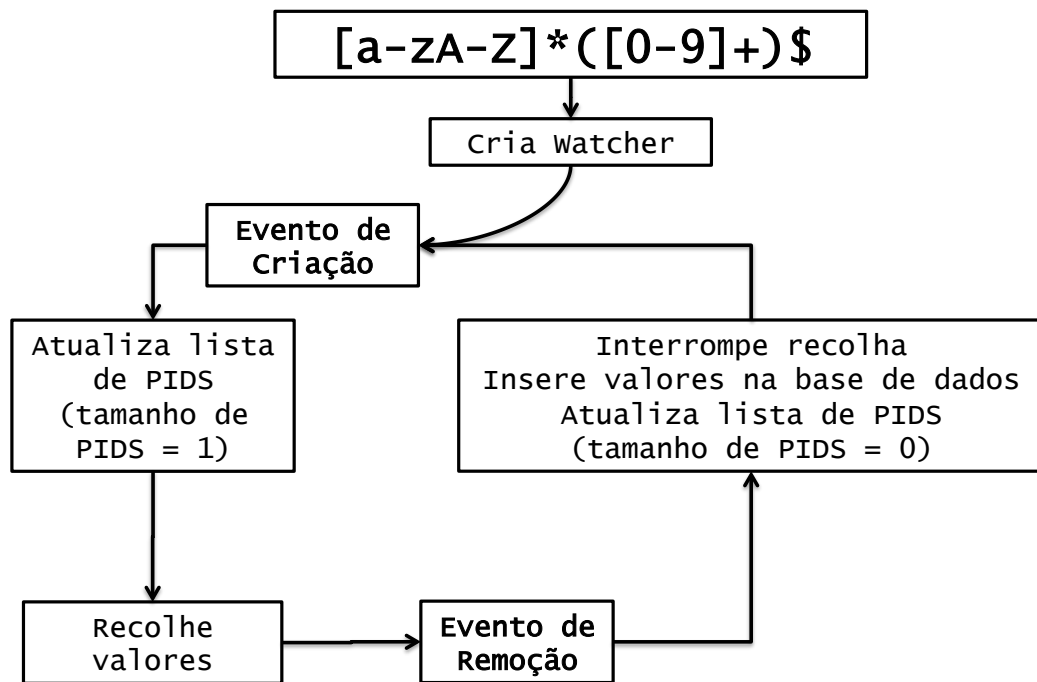 [a-zA-Z]*([0-9]+)$
Cria Watcher
Evento de
Criação
Atualiza lista
de PIDS
(tamanho de
PIDS = 1)
Interrompe recolha
Insere valores na base de dados
Atualiza lista de PIDS
(tamanho de PIDS = 0)
Recolhe
valores
Evento de
Remoção